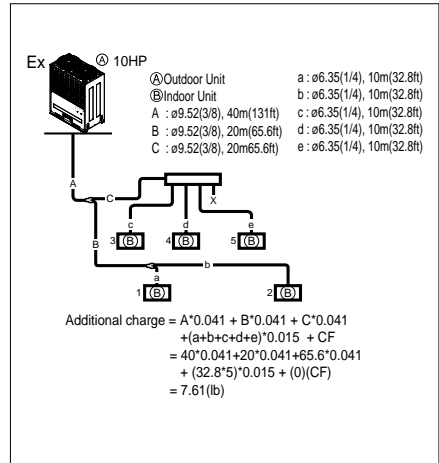 Ex Ⓐ 10HP
ⒶOutdoor Unit
ⒷIndoor Unit
A : ø9.52(3/8), 40m(131ft)
B : ø9.52(3/8), 20m(65.6ft)
C : ø9.52(3/8), 20m65.6ft)
a : ø6.35(1/4), 10m(32.8ft)
b : ø6.35(1/4), 10m(32.8ft)
c : ø6.35(1/4), 10m(32.8ft)
d : ø6.35(1/4), 10m(32.8ft)
e : ø6.35(1/4), 10m(32.8ft)
A
C
X
c
d
e
3 Ⓑ
4 Ⓑ
5 Ⓑ
B
b
a
1 Ⓑ
2 Ⓑ
Additional charge = A*0.041 + B*0.041 + C*0.041
+(a+b+c+d+e)*0.015 + CF
= 40*0.041+20*0.041+65.6*0.041
+ (32.8*5)*0.015 + (0)(CF)
= 7.61(lb)